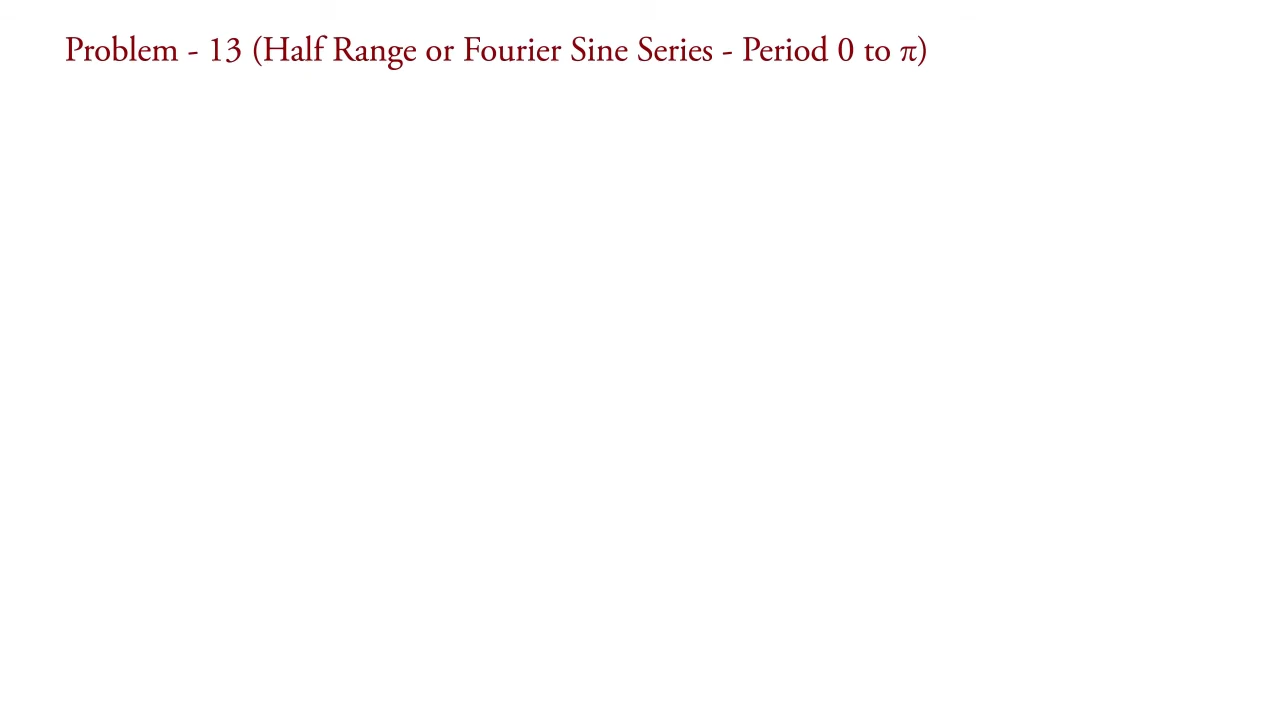 Problem - 13 (Half Range or Fourier Sine Series - Period 0 to π)